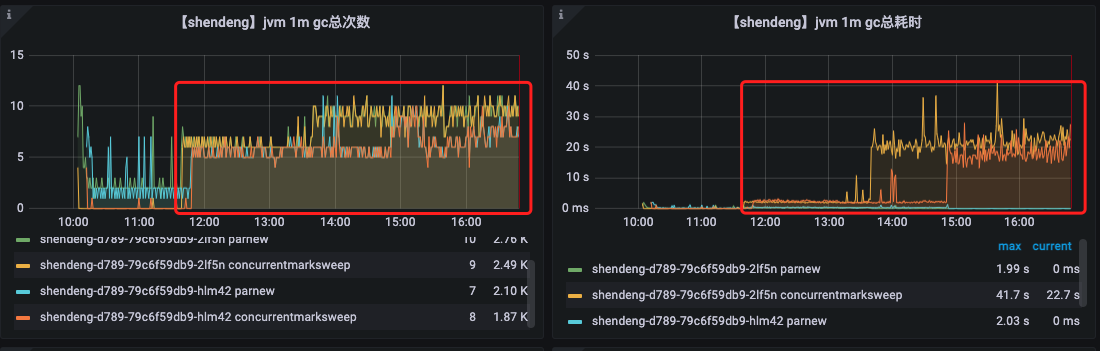 【shendeng】jvm 1m gc总次数
15
10
5
0
10:00 11:00 12:00 13:00 14:00 15:00 16:00
shendeng-d789-79c6f59db9-2lf5n parnew 10 2.76 K
shendeng-d789-79c6f59db9-2lf5n concurrentmarksweep 9 2.49 K
shendeng-d789-79c6f59db9-hlm42 parnew 7 2.10 K
shendeng-d789-79c6f59db9-hlm42 concurrentmarksweep 8 1.87 K
【shendeng】jvm 1m gc总耗时
50 s
40 s
30 s
20 s
10 s
0 ms
10:00 11:00 12:00 13:00 14:00 15:00 16:00
max current
shendeng-d789-79c6f59db9-2lf5n parnew 1.99 s 0 ms
shendeng-d789-79c6f59db9-2lf5n concurrentmarksweep 41.7 s 22.7 s
shendeng-d789-79c6f59db9-hlm42 parnew 2.03 s 0 ms